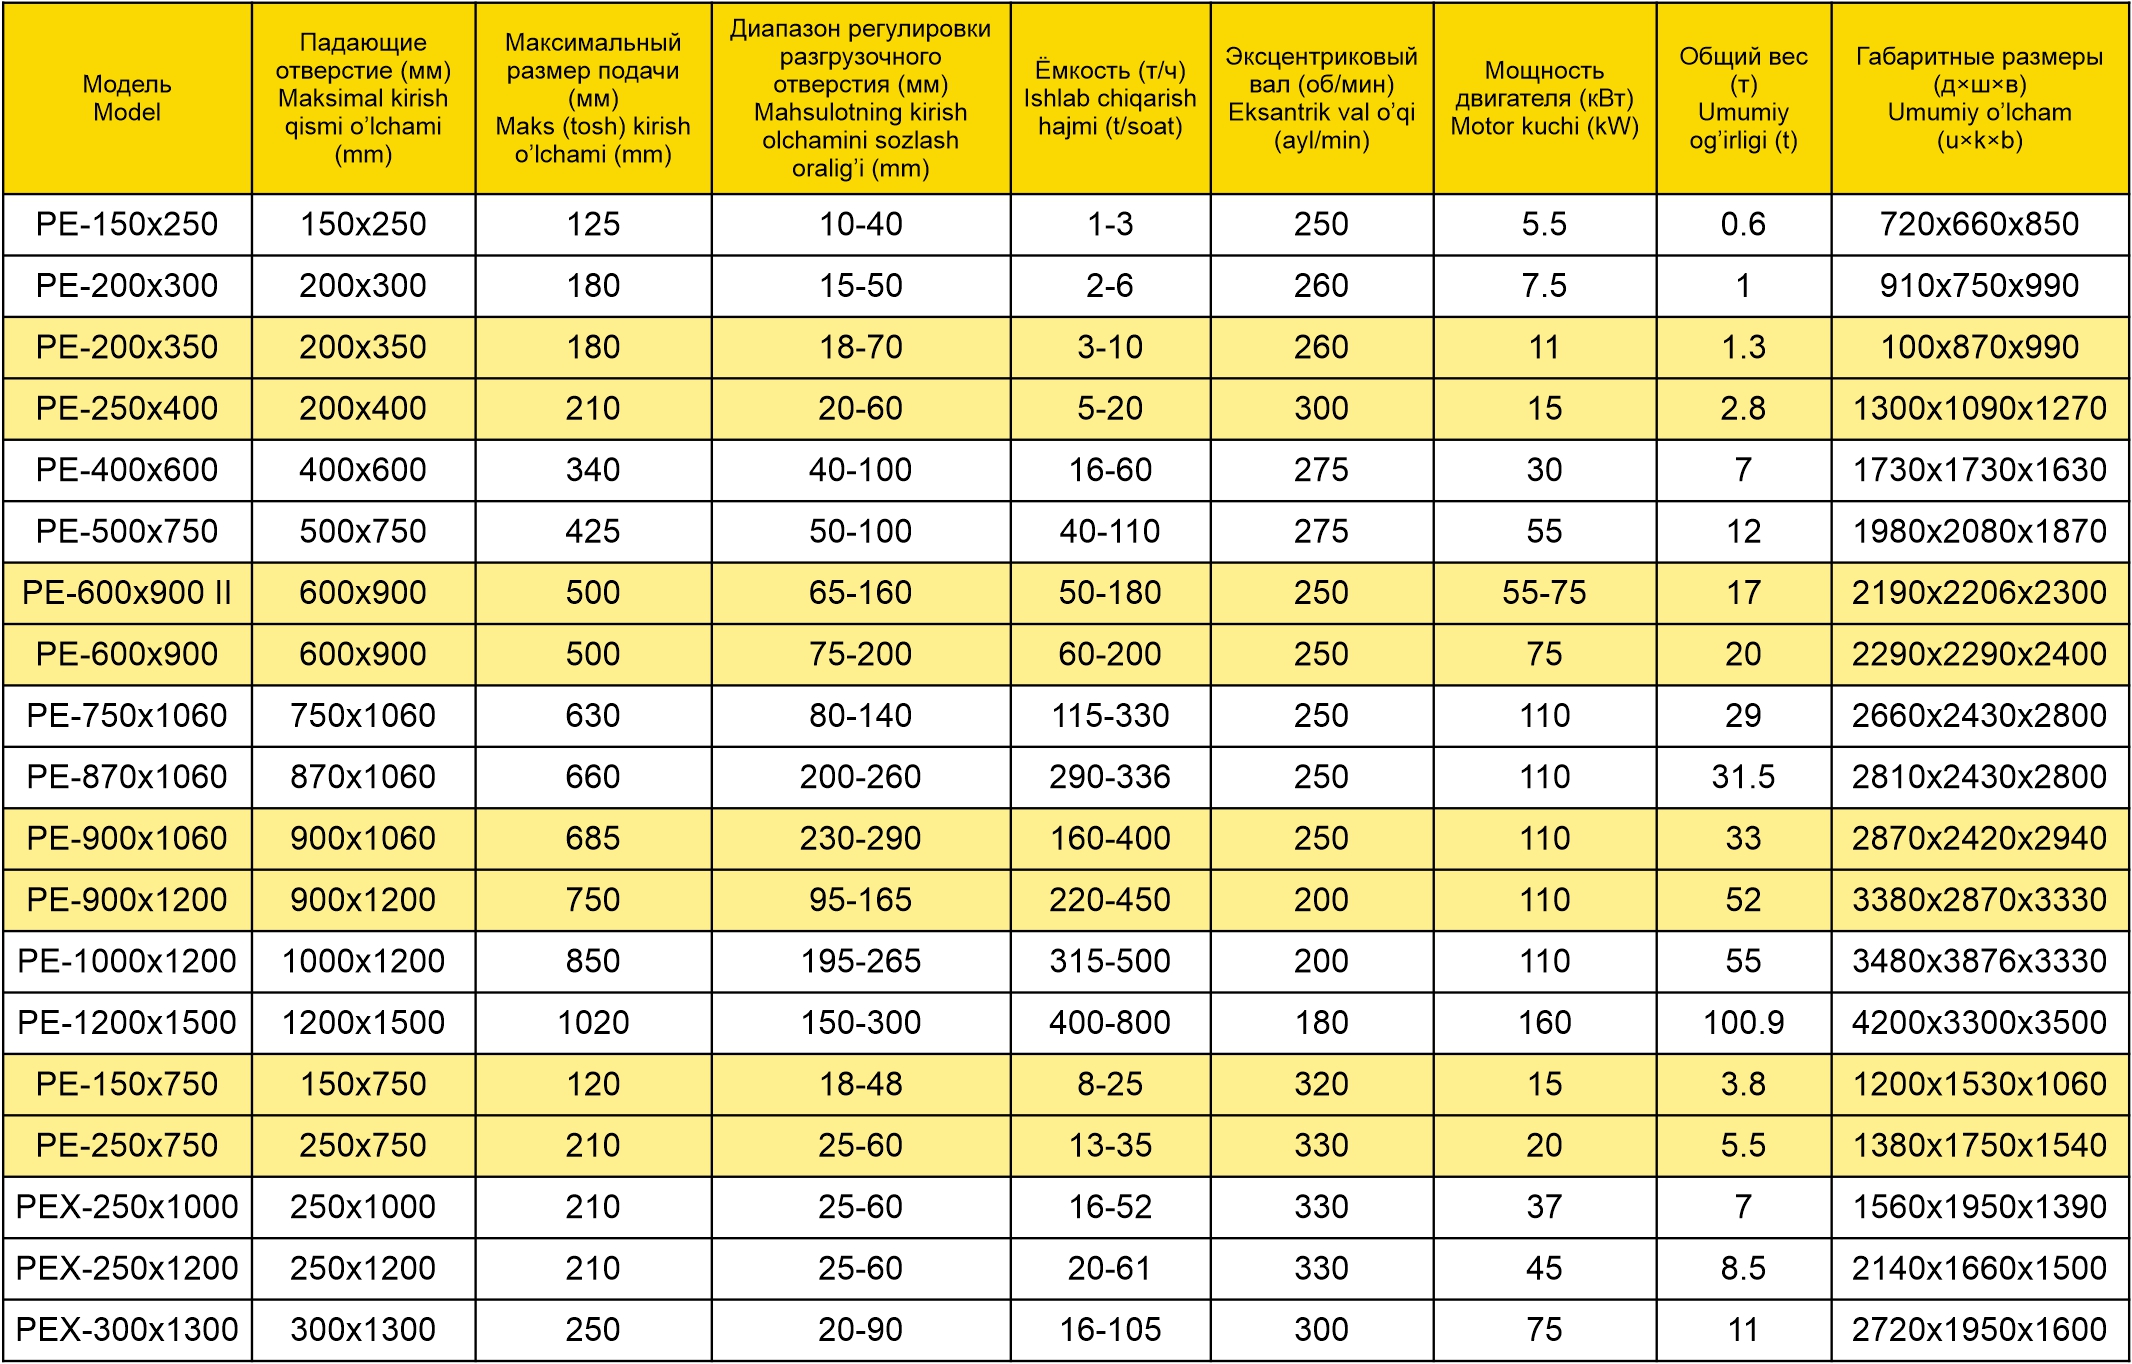 Модель
Model
Падающие
отверстие (мм)
Maksimal kirish
qismi o’lchami
(mm)
Максимальный
размер подачи
(мм)
Maks (tosh) kirish
o’lchami (mm)
Диапазон регулировки
разгрузочного
отверстия (мм)
Mahsulotning kirish
olchamini sozlash
oralig’i (mm)
Ёмкость (т/ч)
Ishlab chiqarish
hajmi (t/soat)
Эксцентриковый
вал (об/мин)
Eksantrik val o’qi
(ayl/min)
Мощность
двигателя (кВт)
Motor kuchi (kW)
Общий вес
(т)
Umumiy
og’irligi (t)
Габаритные размеры
(д×ш×в)
Umumiy o’lcham
(u×k×b)
PE-150x250 150x250 125 10-40 1-3 250 5.5 0.6 720x660x850
PE-200x300 200x300 180 15-50 2-6 260 7.5 1 910x750x990
PE-200x350 200x350 180 18-70 3-10 260 11 1.3 100x870x990
PE-250x400 200x400 210 20-60 5-20 300 15 2.8 1300x1090x1270
PE-400x600 400x600 340 40-100 16-60 275 30 7 1730x1730x1630
PE-500x750 500x750 425 50-100 40-110 275 55 12 1980x2080x1870
PE-600x900 II 600x900 500 65-160 50-180 250 55-75 17 2190x2206x2300
PE-600x900 600x900 500 75-200 60-200 250 75 20 2290x2290x2400
PE-750x1060 750x1060 630 80-140 115-330 250 110 29 2660x2430x2800
PE-870x1060 870x1060 660 200-260 290-336 250 110 31.5 2810x2430x2800
PE-900x1060 900x1060 685 230-290 160-400 250 110 33 2870x2420x2940
PE-900x1200 900x1200 750 95-165 220-450 200 110 52 3380x2870x3330
PE-1000x1200 1000x1200 850 195-265 315-500 200 110 55 3480x3876x3330
PE-1200x1500 1200x1500 1020 150-300 400-800 180 160 100.9 4200x3300x3500
PE-150x750 150x750 120 18-48 8-25 320 15 3.8 1200x1530x1060
PE-250x750 250x750 210 25-60 13-35 330 20 5.5 1380x1750x1540
PEX-250x1000 250x1000 210 25-60 16-52 330 37 7 1560x1950x1390
PEX-250x1200 250x1200 210 25-60 20-61 330 45 8.5 2140x1660x1500
PEX-300x1300 300x1300 250 20-90 16-105 300 75 11 2720x1950x1600